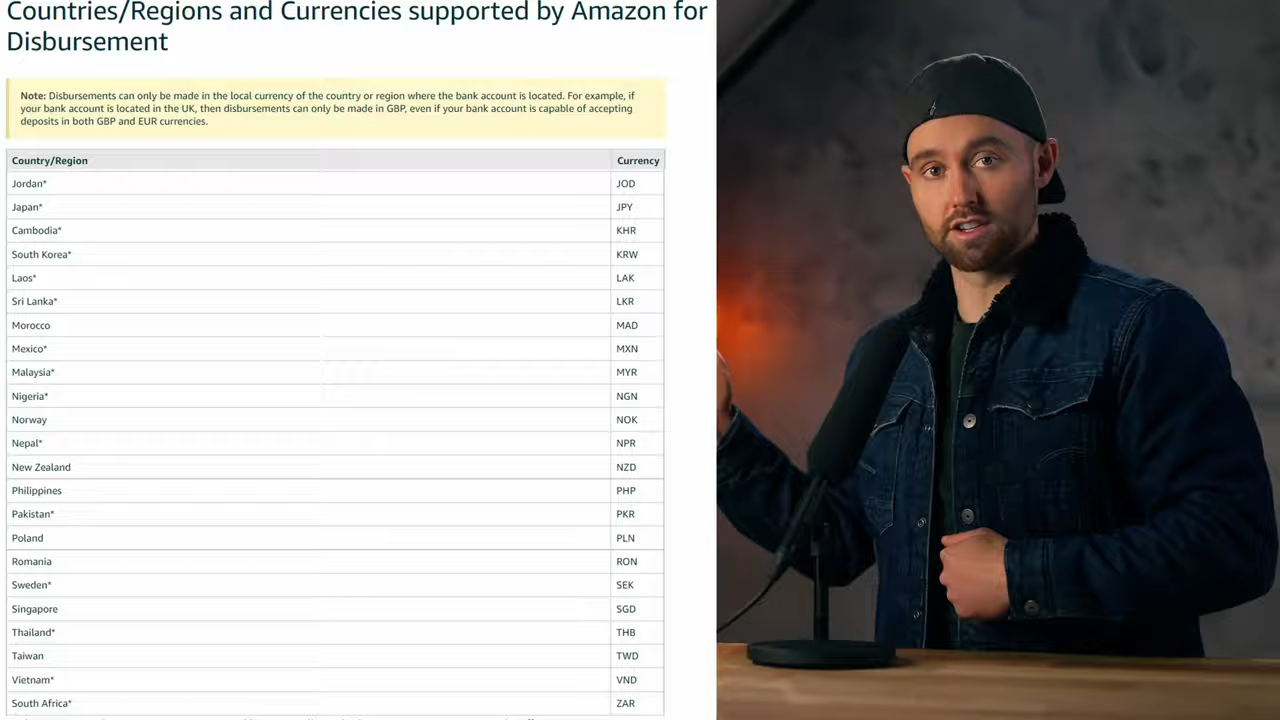 Countries/Regions and Currencies supported by Amazon for
Disbursement
Note: Disbursements can only be made in the local currency of the country or region where the bank account is located. For example, if
your bank account is located in the UK, then disbursements can only be made in GBP, even if your bank account is capable of accepting
deposits in both GBP and EUR currencies.
Country/Region Currency
Jordan* JOD
Japan* JPY
Cambodia* KHR
South Korea* KRW
Laos* LAK
Sri Lanka* LKR
Morocco MAD
Mexico* MXN
Malaysia* MYR
Nigeria* NGN
Norway NOK
Nepal* NPR
New Zealand NZD
Philippines PHP
Pakistan* PKR
Poland PLN
Romania RON
Sweden* SEK
Singapore SGD
Thailand* THB
Taiwan TWD
Vietnam* VND
South Africa* ZAR